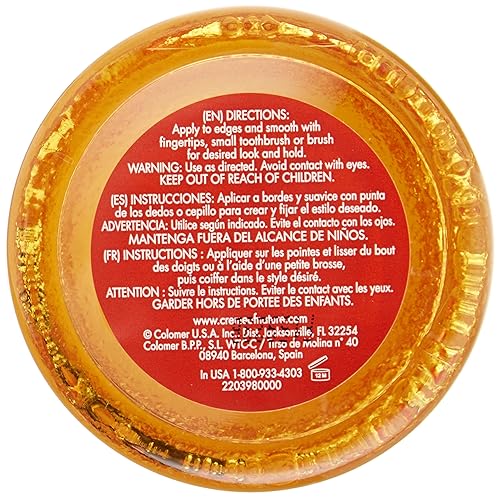 (EN) DIRECTIONS:
Apply to edges and smooth with
fingertips, small toothbrush or brush
for desired look and hold.
WARNING: Use as directed. Avoid contact with eyes.
KEEP OUT OF REACH OF CHILDREN.
(ES) INSTRUCCIONES: Aplicar a bordes y suavice con punta
de los dedos o cepillo para crear y fijar el estilo deseado.
ADVERTENCIA: Utilice según indicado. Evite el contacto con los ojos.
MANTENGA FUERA DEL ALCANCE DE NIÑOS.
(FR) INSTRUCTIONS : Appliquer sur les pointes et lisser du bout
des doigts ou à l'aide d'une petite brosse,
puis coiffer dans le style désiré.
ATTENTION : Suivre le instructions. Eviter le contact avec les yeux.
GARDER HORS DE PORTEE DES ENFANTS.
www.creme
© Colomer U.S.A. Inc. Dist. Jacksonville, FL 32254
Colomer B.P.P., S.L. Tirso de Molina n° 40
08940 Barcelona, Spain
In USA 1-800-933-4303
2203980000
12 M